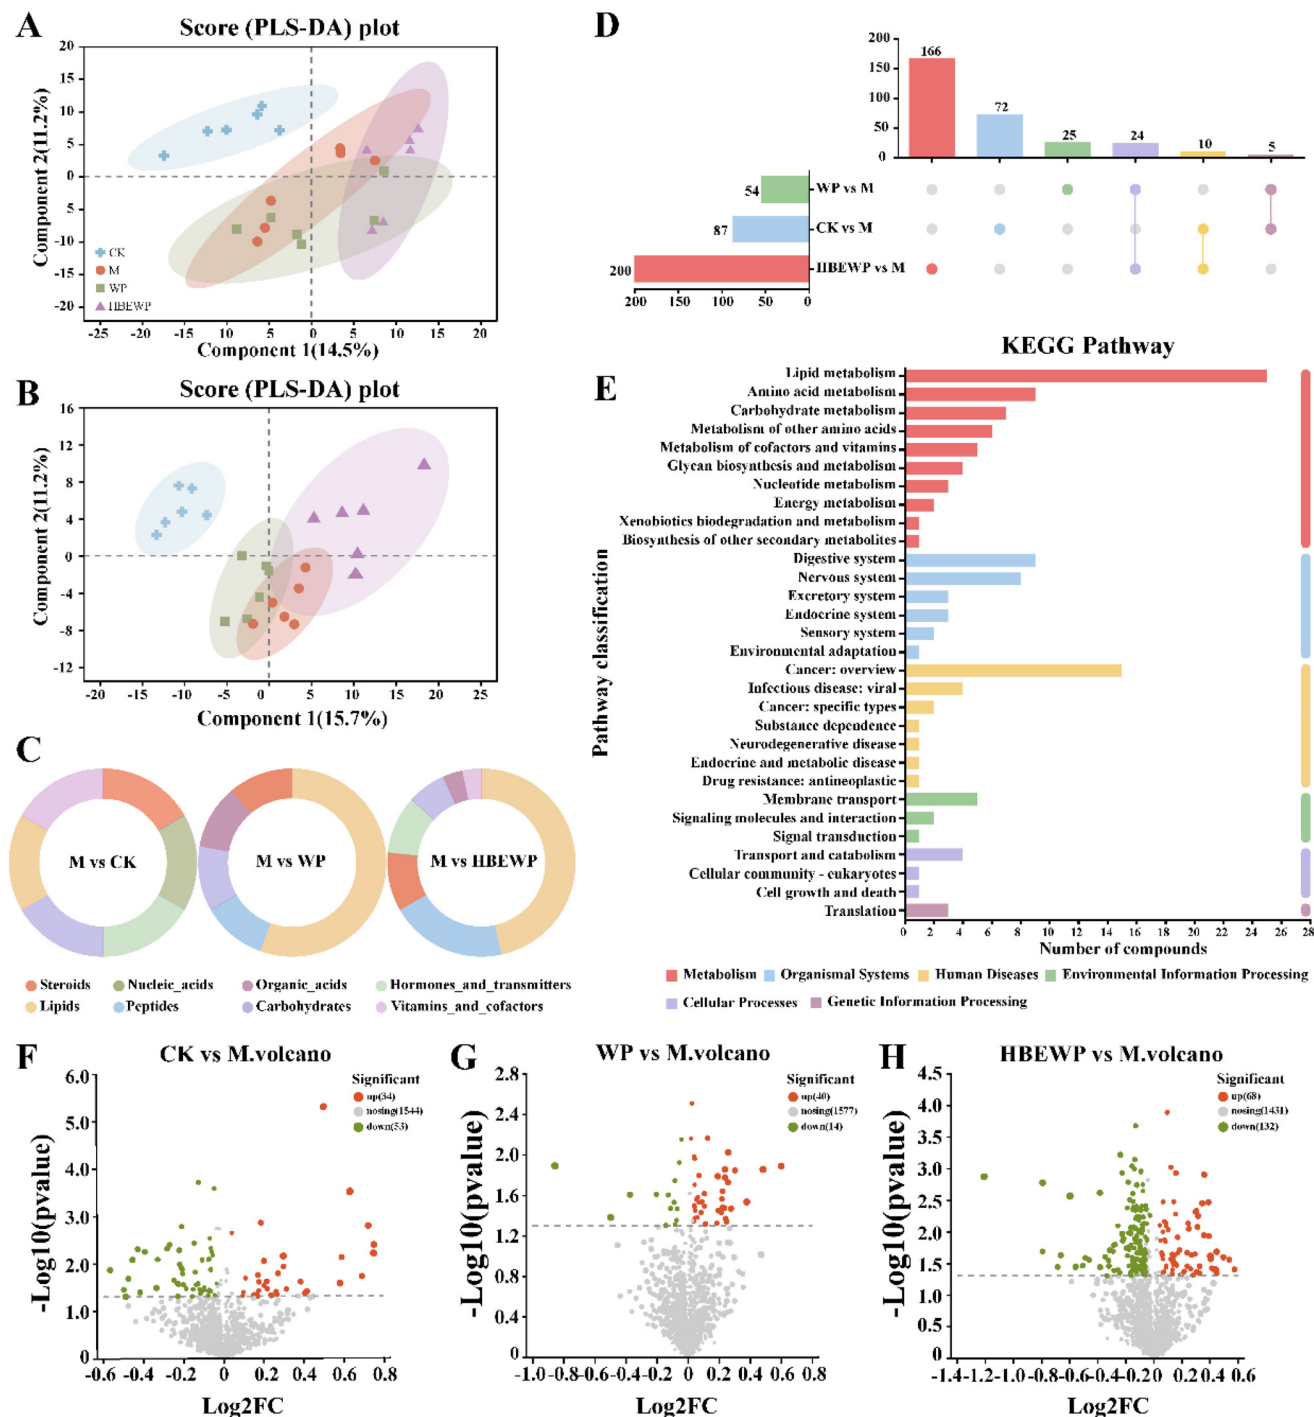 A
Score (PLS-DA) plot
Component 2(11.2%)
20
15
10
5
0
-5
-10
-15
-20
CK
M
WP
HBEWP
-25 -20 -15 10 5 0 5 10 15 20
Component 1(14.5%)
B
Score (PLS-DA) plot
Component 2(11.2%)
16
12
8
4
0
-4
-8
-12
-20 -15 -10 -5 0 5 10 15 20 25
Component 1(15.7%)
C
M vs CK
M vs WP
M vs HBEWP
Steroids Nucleic_acids Organic_acids Hormones_and_transmitters
Lipids Peptides Carbohydrates Vitamins_and_cofactors
D
200
150
100
50
0
166
72
25
24
10
5
54 WP vs M
87 CK vs M
200 HBEWP vs M
200 150 100 50 0
E
KEGG Pathway
Pathway classification
Lipid metabolism
Amino acid metabolism
Carbohydrate metabolism
Metabolism of other amino acids
Metabolism of cofactors and vitamins
Glycan biosynthesis and metabolism
Nucleotide metabolism
Energy metabolism
Xenobiotics biodegradation and metabolism
Biosynthesis of other secondary metabolites
Digestive system
Nervous system
Excretory system
Endocrine system
Sensory system
Environmental adaptation
Cancer: overview
Infectious disease: viral
Cancer: specific types
Substance dependence
Neurodegenerative disease
Endocrine and metabolic disease
Drug resistance: antineoplastic
Membrane transport
Signaling molecules and interaction
Signal transduction
Transport and catabolism
Cellular community - eukaryotes
Cell growth and death
Translation
0 2 4 6 8 10 12 14 16 18 20 22 24 26 28
Number of compounds
Metabolism Organismal Systems Human Diseases Environmental Information Processing
Cellular Processes Genetic Information Processing
F
CK vs M.volcano
-Log10(pvalue)
6.0
5.0
4.0
3.0
2.0
1.0
0
Significant
up(34)
nosing(1544)
down(53)
-0.6 -0.4 -0.2 0 0.2 0.4 0.6 0.8
Log2FC
G
WP vs M.volcano
-Log10(pvalue)
2.8
2.4
2.0
1.6
1.2
0.8
0.4
0
Significant
up(40)
nosing(1577)
down(14)
-1.0 -0.8 -0.6 -0.4 -0.2 0 0.2 0.4 0.6 0.8
Log2FC
H
HBEWP vs M.volcano
-Log10(pvalue)
4.5
4.0
3.5
3.0
2.5
2.0
1.5
1.0
0.5
0
Significant
up(68)
nosing(1431)
down(132)
-1.4 -1.2 -1.0 -0.8 -0.6 -0.4 -0.2 0 0.2 0.4 0.6
Log2FC